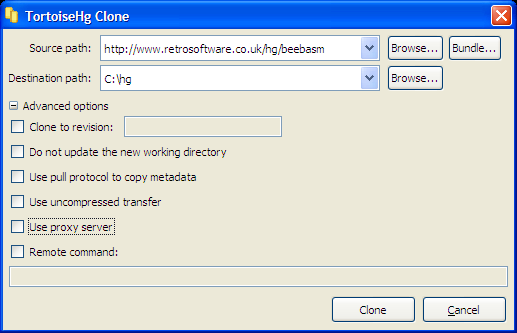 TortoiseHg Clone
Source path: http://www.retrosoftware.co.uk/hg/beebasm Browse... Bundle...
Destination path: C:\hg Browse...
Advanced options
Clone to revision:
Do not update the new working directory
Use pull protocol to copy metadata
Use uncompressed transfer
Use proxy server
Remote command:
Clone Cancel